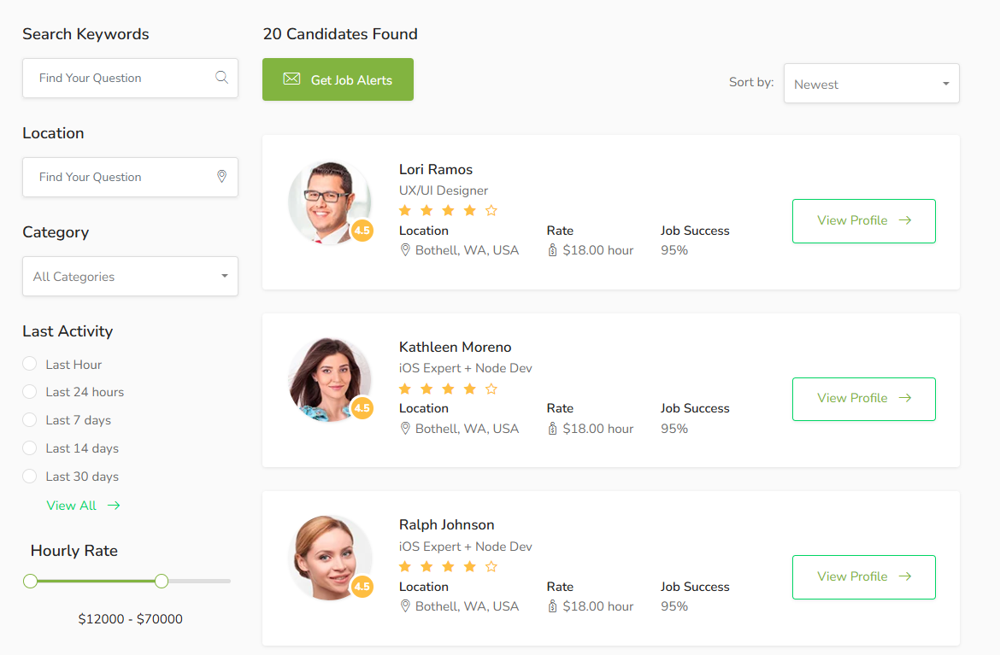 Search Keywords
Find Your Question
Location
Find Your Question
Category
All Categories
Last Activity
Last Hour
Last 24 hours
Last 7 days
Last 14 days
Last 30 days
View All
Hourly Rate
$12000 - $70000
20 Candidates Found
Get Job Alerts
Sort by: Newest
Lori Ramos
UX/UI Designer
4.5
Location Rate Job Success
Bothell, WA, USA $18.00 hour 95%
View Profile
Kathleen Moreno
iOS Expert + Node Dev
4.5
Location Rate Job Success
Bothell, WA, USA $18.00 hour 95%
View Profile
Ralph Johnson
iOS Expert + Node Dev
4.5
Location Rate Job Success
Bothell, WA, USA $18.00 hour 95%
View Profile